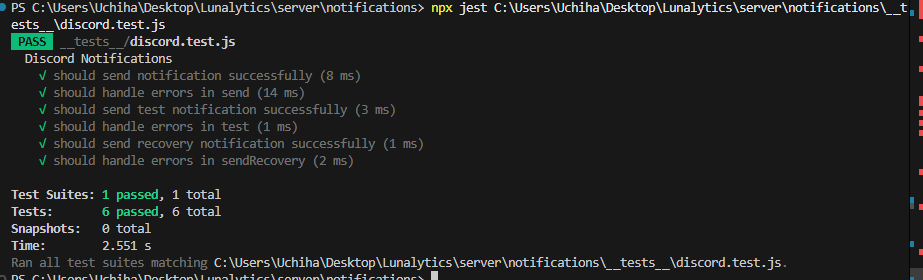 PS C:\Users\Uchiha\Desktop\Lunalytics\server\notifications> npx jest C:\Users\Uchiha\Desktop\Lunalytics\server\notifications\__t
ests__\discord.test.js
PASS __tests__/discord.test.js
Discord Notifications
√ should send notification successfully (8 ms)
√ should handle errors in send (14 ms)
√ should send test notification successfully (3 ms)
√ should handle errors in test (1 ms)
√ should send recovery notification successfully (1 ms)
√ should handle errors in sendRecovery (2 ms)
Test Suites: 1 passed, 1 total
Tests: 6 passed, 6 total
Snapshots: 0 total
Time: 2.551 s
Ran all test suites matching C:\Users\Uchiha\Desktop\Lunalytics\server\notifications\__tests__\discord.test.js.
PS C:\Users\Uchiha\Desktop\Lunalytics\server\notifications>